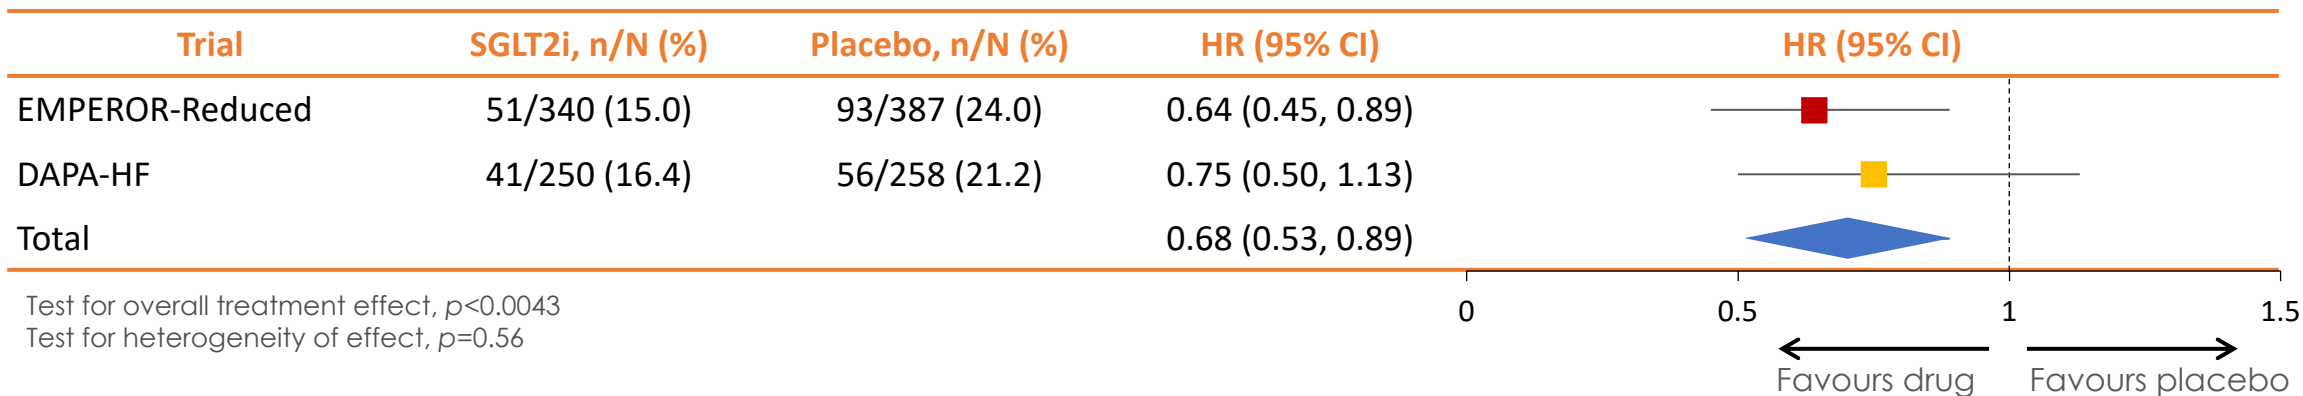 Trial SGLT2i, n/N (%) Placebo, n/N (%) HR (95% CI) HR (95% CI)
EMPEROR-Reduced 51/340 (15.0) 93/387 (24.0) 0.64 (0.45, 0.89)
DAPA-HF 41/250 (16.4) 56/258 (21.2) 0.75 (0.50, 1.13)
Total 0.68 (0.53, 0.89)
Test for overall treatment effect, p<0.0043
Test for heterogeneity of effect, p=0.56
0 0.5 1 1.5
Favours drug Favours placebo